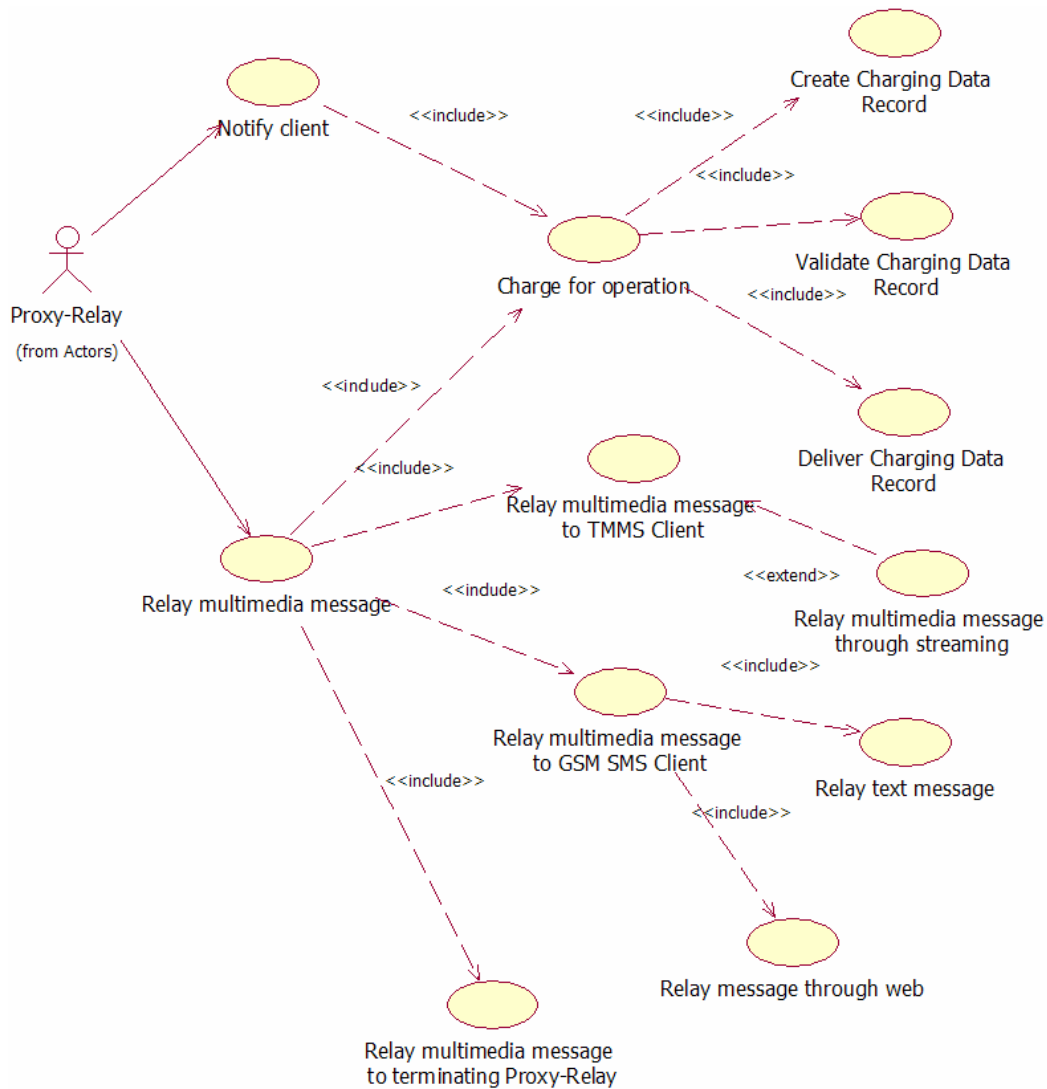 Create Charging Data
Record
<<include>>
<<include>>
Notify client
<<include>>
Validate Charging Data
Record
Charge for operation
<<include>>
Proxy-Relay
(from Actors)
<<include>>
Deliver Charging Data
Record
<<include>>
Relay multimedia message
to TMMS Client
<<extend>>
Relay multimedia message
<<include>>
Relay multimedia message
through streaming
<<include>>
Relay multimedia message
to GSM SMS Client
Relay text message
<<include>>
<<include>>
Relay message through web
Relay multimedia message
to terminating Proxy-Relay